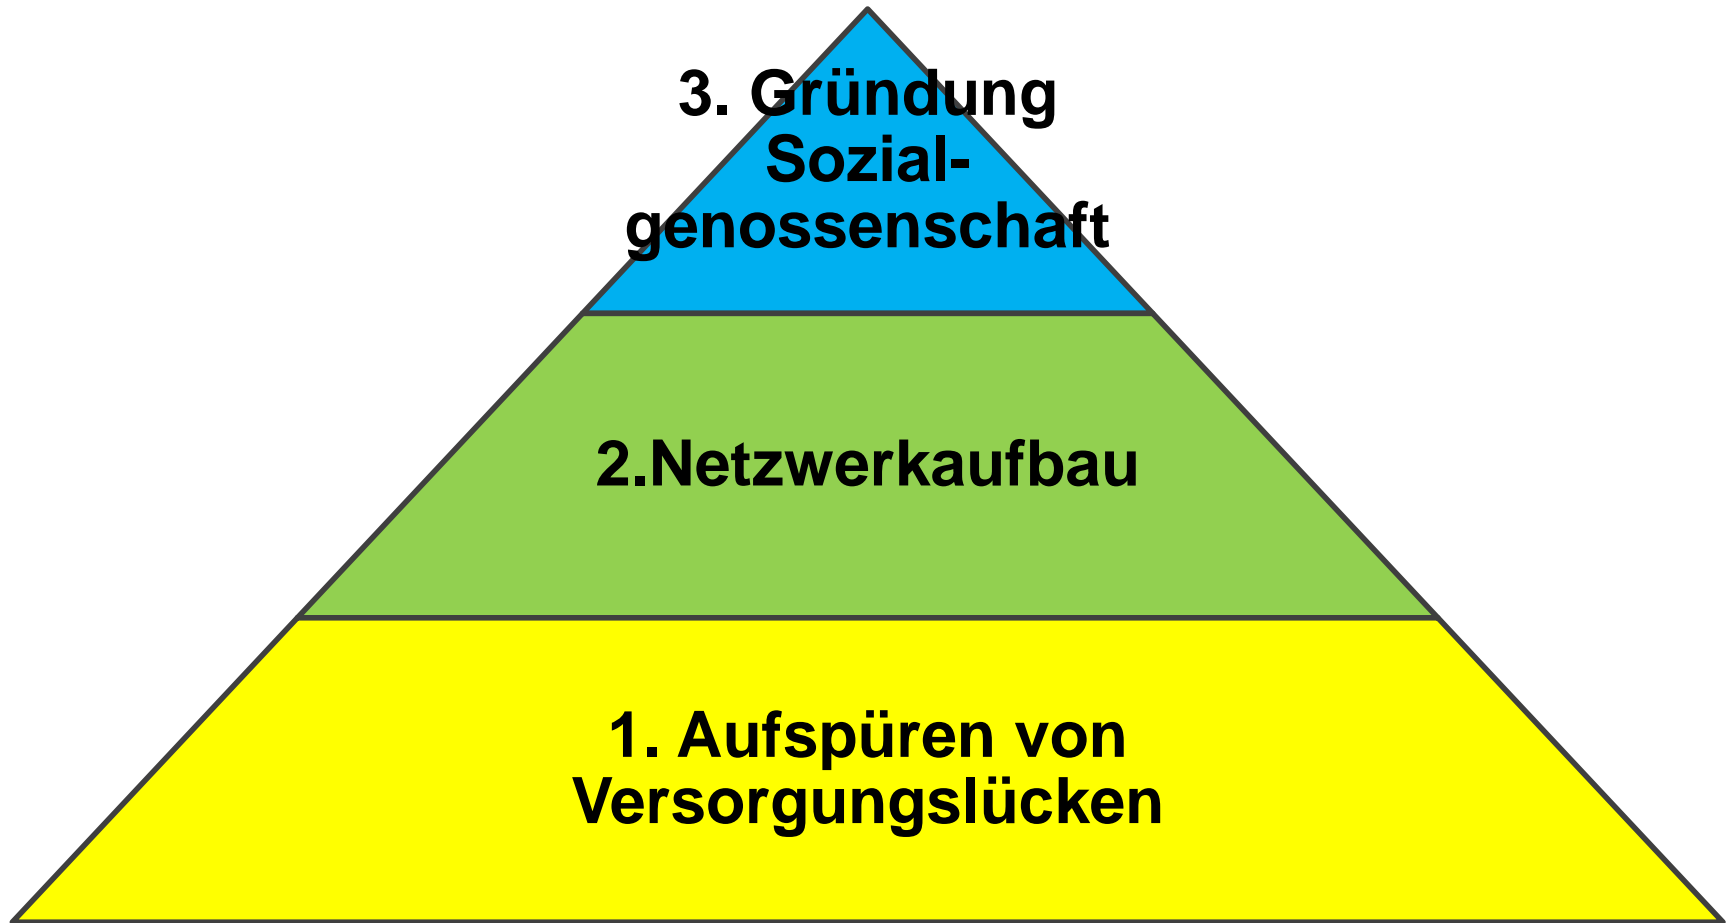 3. Gründung
Sozial-
genossenschaft
2.Netzwerkaufbau
1. Aufspüren von
Versorgungslücken